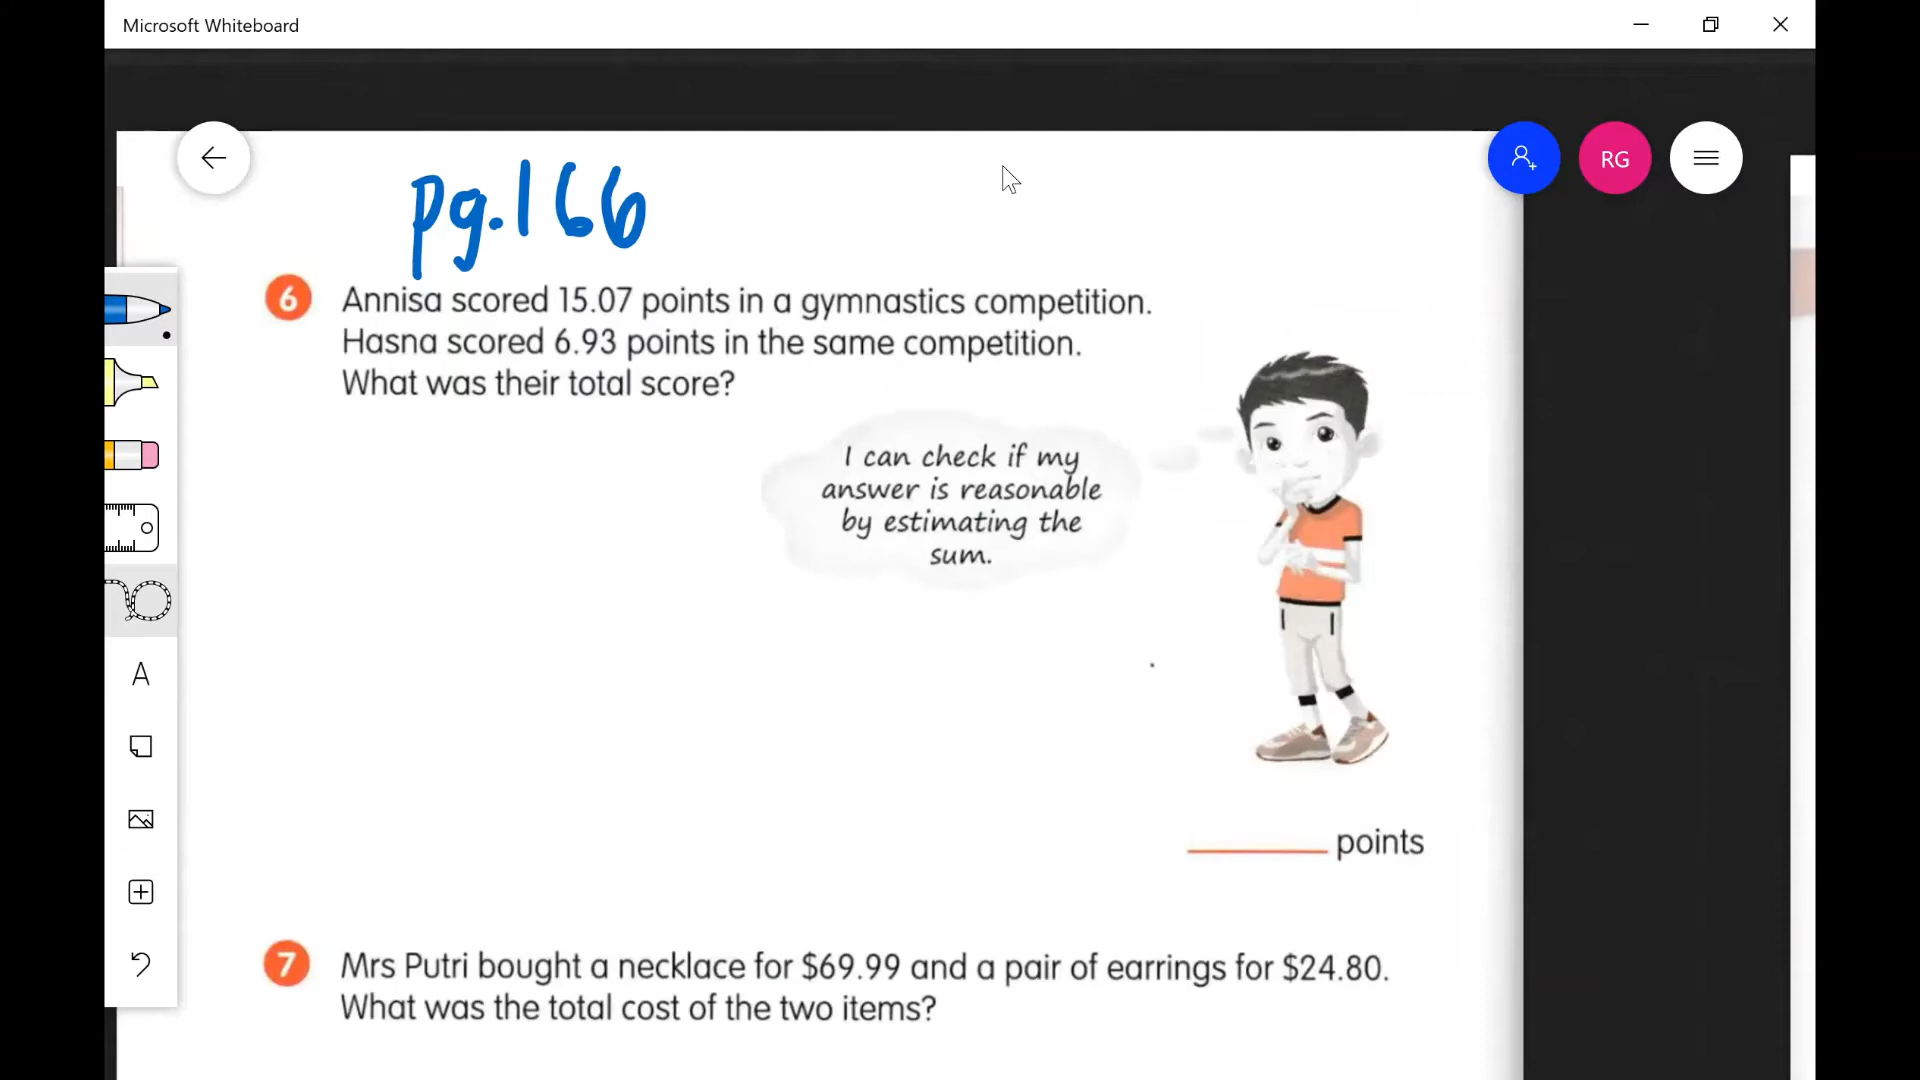 Microsoft Whiteboard
pg.166
RG
6 Annisa scored 15.07 points in a gymnastics competition.
Hasna scored 6.93 points in the same competition.
What was their total score?
I can check if my
answer is reasonable
by estimating the
sum.
A
______ points
7 Mrs Putri bought a necklace for $69.99 and a pair of earrings for $24.80.
What was the total cost of the two items?